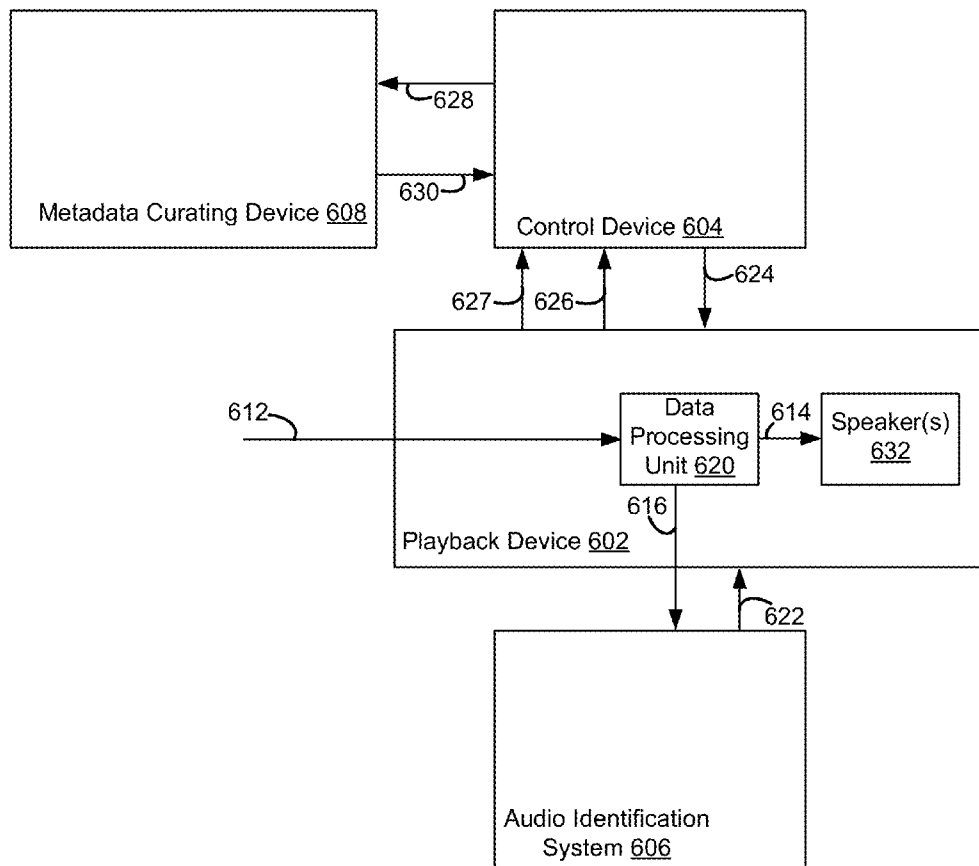 628
630
Metadata Curating Device 608
Control Device 604
627
626
624
612
Data
Processing
Unit 620
614
Speaker(s)
632
616
Playback Device 602
622
Audio Identification
System 606